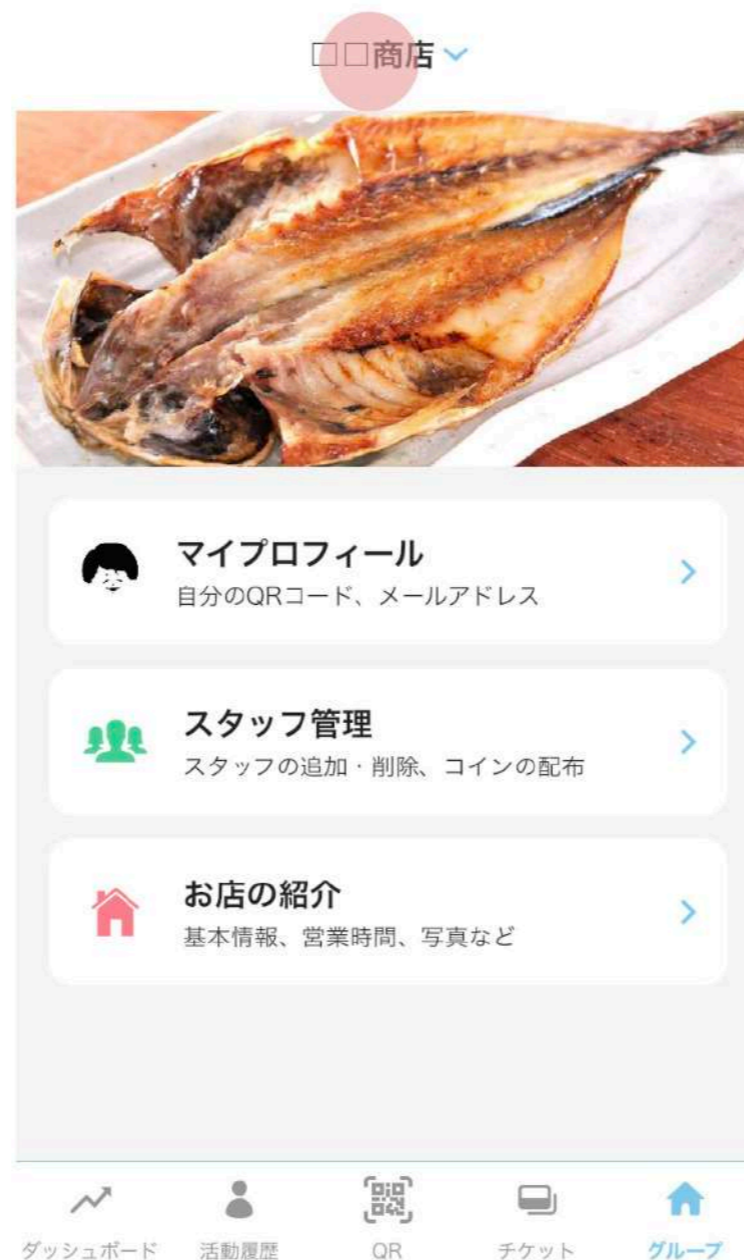 □□商店
マイプロフィール
自分のQRコード、メールアドレス
スタッフ管理
スタッフの追加・削除、コインの配布
お店の紹介
基本情報、営業時間、写真など
ダッシュボード 活動履歴 QR チケット グループ